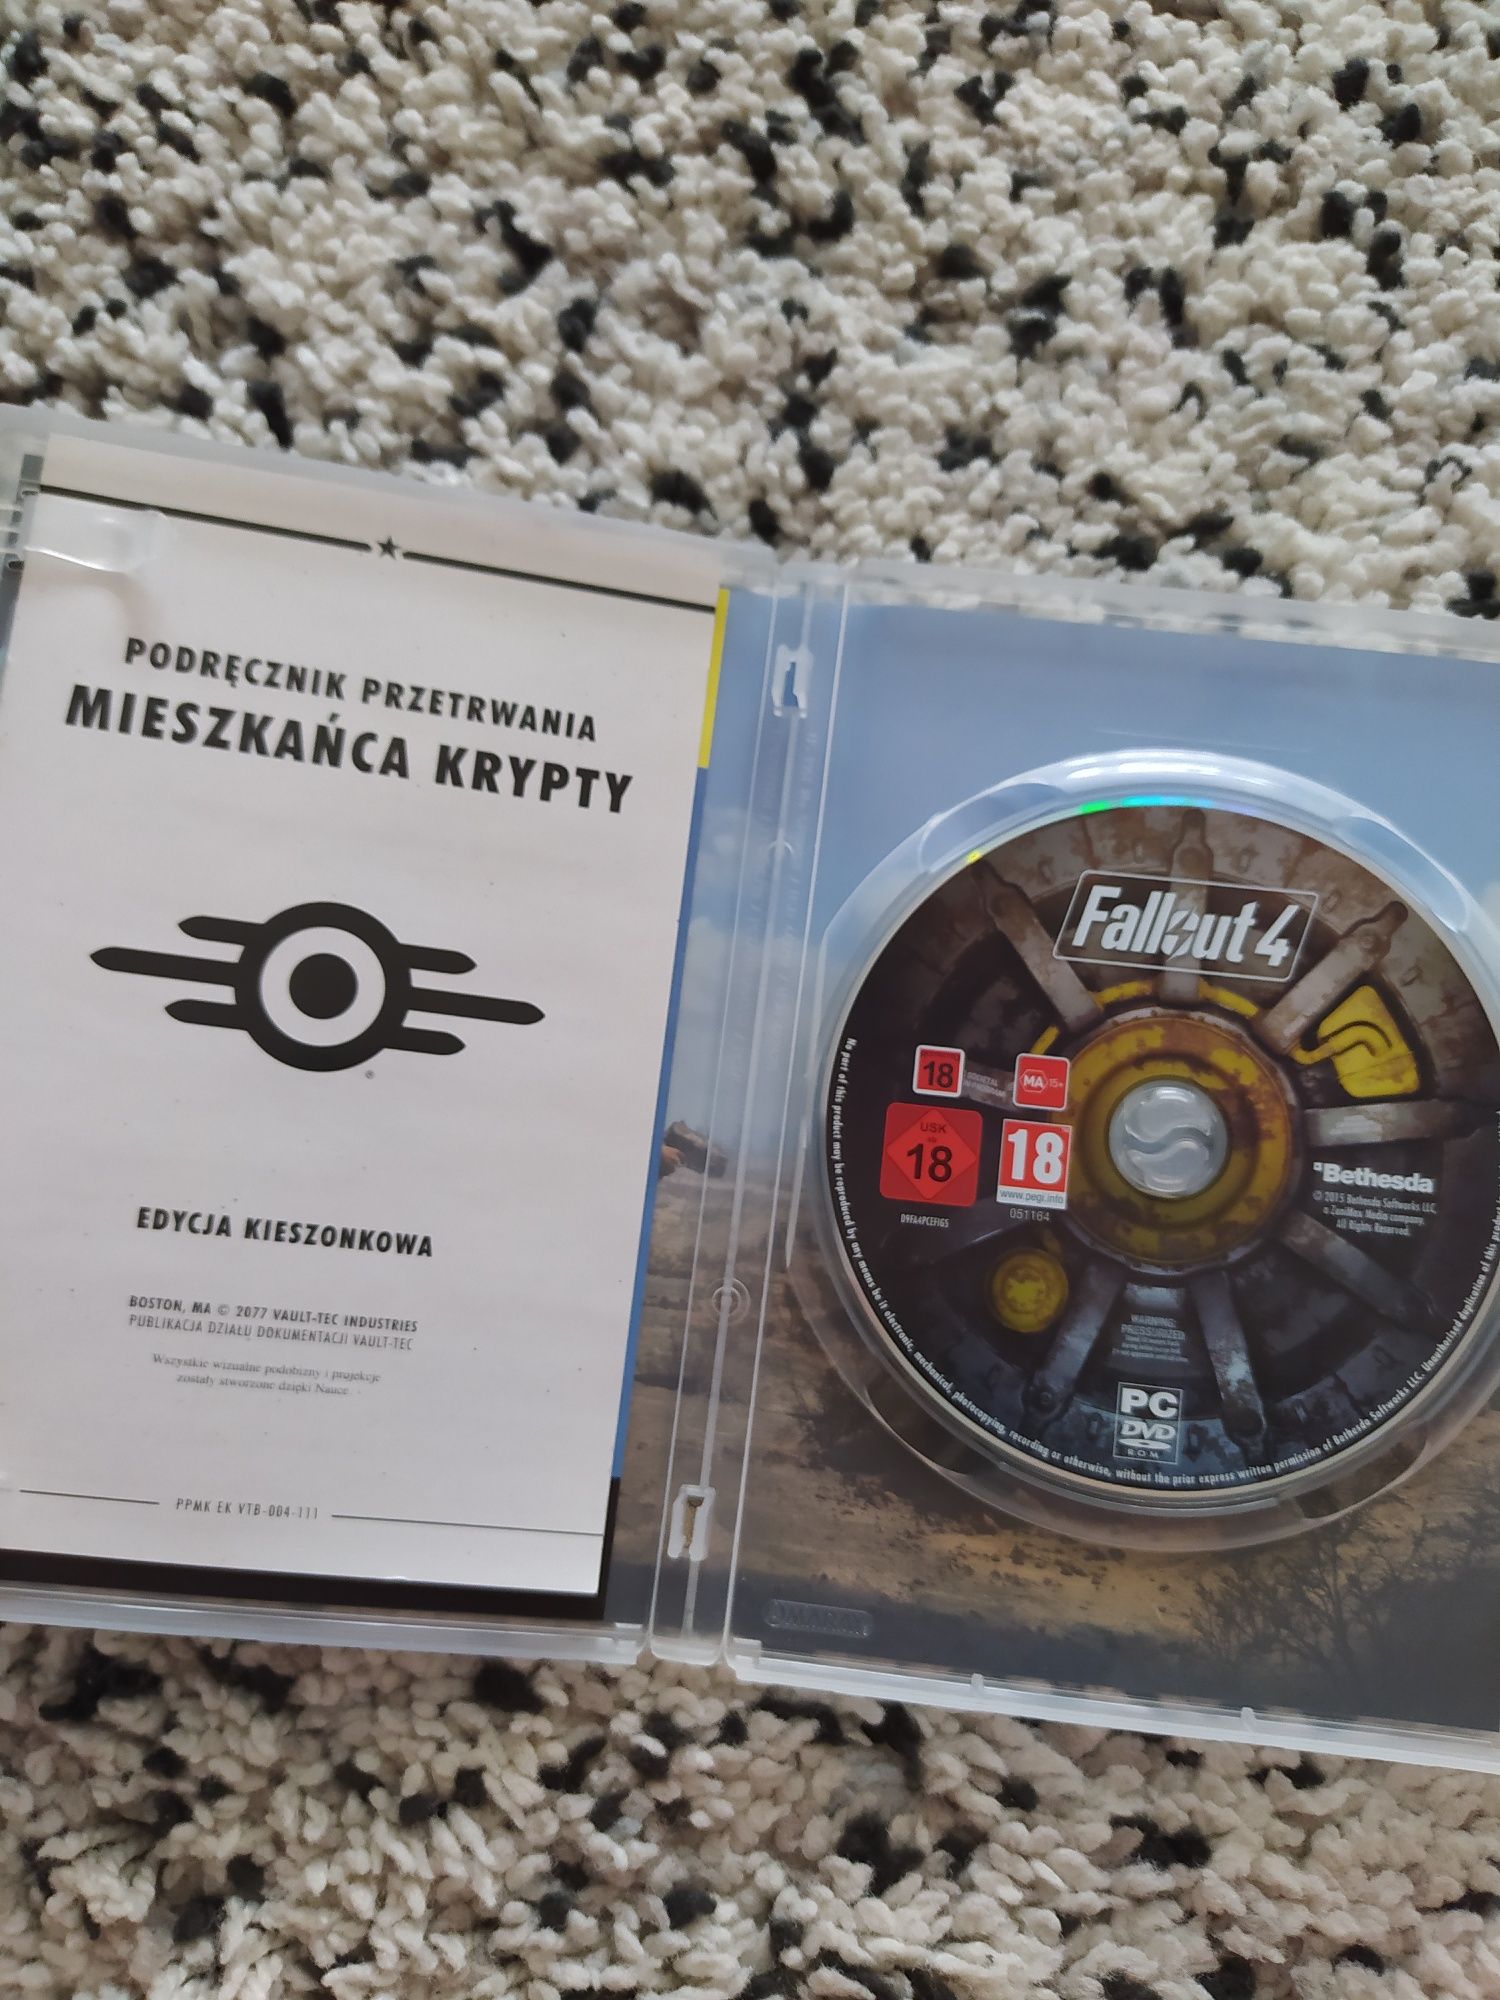 PODRĘCZNIK PRZETRWANIA
MIESZKAŃCA KRYPTY
®
EDYCJA KIESZONKOWA
BOSTON, MA © 2077 VAULT-TEC INDUSTRIES
PUBLIKACJA DZIAŁU DOKUMENTACJI VAULT-TEC
Wszystkie wizualne podobizny i projekcje
zostały stworzone dzięki Nauce.
PPMK EK VTB-004-111
Fallout 4
18
MA 15+
USK
ab
18
18
www.pegi.info
D9FA4PCEFIGS
051164
Bethesda
© 2015 Bethesda Softworks LLC,
a ZeniMax Media company.
All Rights Reserved.
WARNING:
PRESSURIZED
PC
DVD
ROM
No part of this product may be reproduced by any means be it electronic, mechanical, photocopying, recording or otherwise, without the prior express written permission of Bethesda Softworks LLC. Unauthorised duplication of this
AMARAY